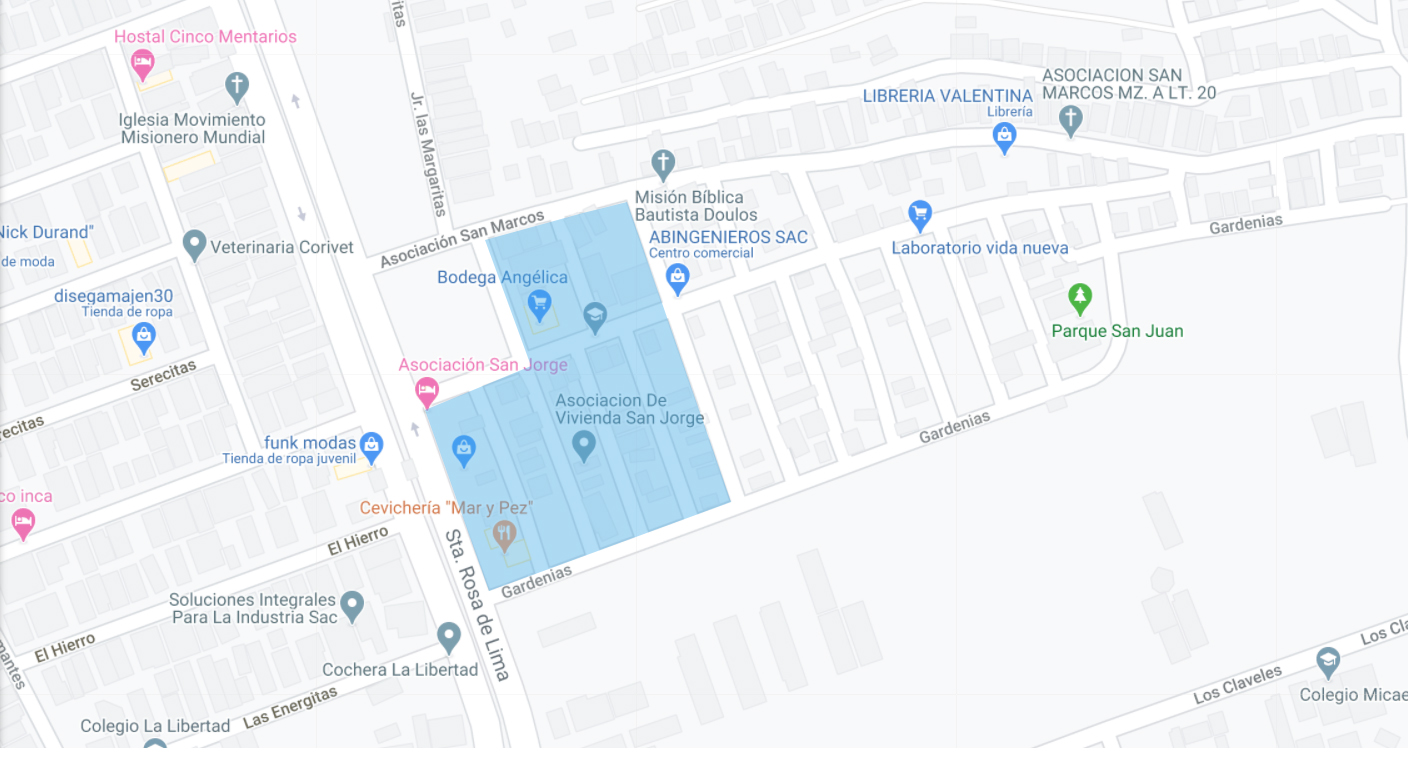 itas
Hostal Cinco Mentarios
Iglesia Movimiento
Misionero Mundial
Jr. las Margaritas
ASOCIACION SAN
MARCOS MZ. A LT. 20
LIBRERIA VALENTINA
Librería
Misión Bíblica
Bautista Doulos
Asociación San Marcos
Nick Durand"
de moda
Veterinaria Corivet
ABINGENIEROS SAC
Centro comercial
Laboratorio vida nueva
Gardenias
Bodega Angélica
disegamajen30
Tienda de ropa
Parque San Juan
Serecitas
Asociación San Jorge
Asociacion De
Vivienda San Jorge
recitas
Gardenias
funk modas
Tienda de ropa juvenil
co inca
Cevichería "Mar y Pez"
El Hierro
Sta. Rosa de Lima
Gardenias
Soluciones Integrales
Para La Industria Sac
El Hierro
mantes
Cochera La Libertad
Los Cla
Los Claveles
Colegio Micae
Las Energitas
Colegio La Libertad